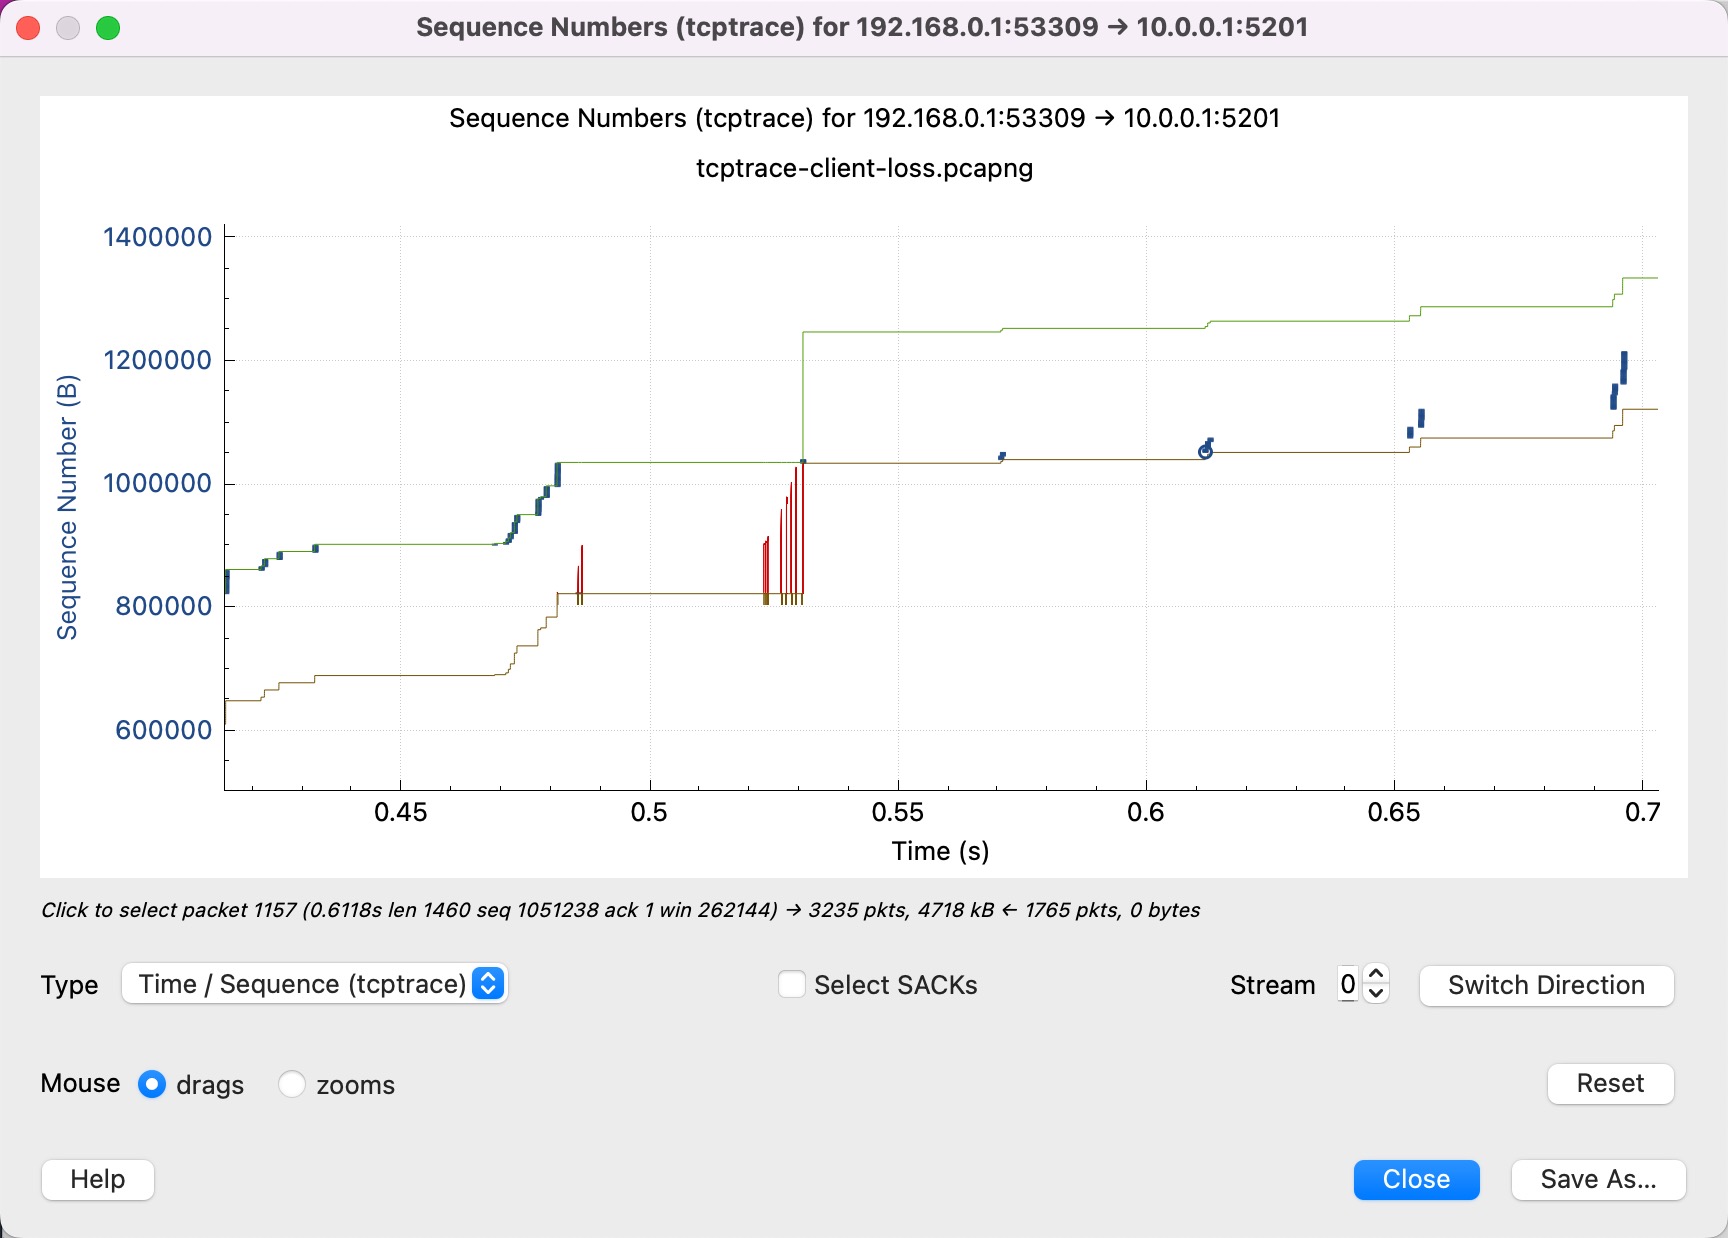 Sequence Numbers (tcptrace) for 192.168.0.1:53309 → 10.0.0.1:5201
Sequence Numbers (tcptrace) for 192.168.0.1:53309 → 10.0.0.1:5201
tcptrace-client-loss.pcapng
1400000
1200000
1000000
800000
600000
Sequence Number (B)
0.45 0.5 0.55 0.6 0.65 0.7
Time (s)
Click to select packet 1157 (0.6118s len 1460 seq 1051238 ack 1 win 262144) → 3235 pkts, 4718 kB ← 1765 pkts, 0 bytes
Type Time / Sequence (tcptrace) Select SACKs Stream 0 Switch Direction
Mouse drags zooms Reset
Help Close Save As...